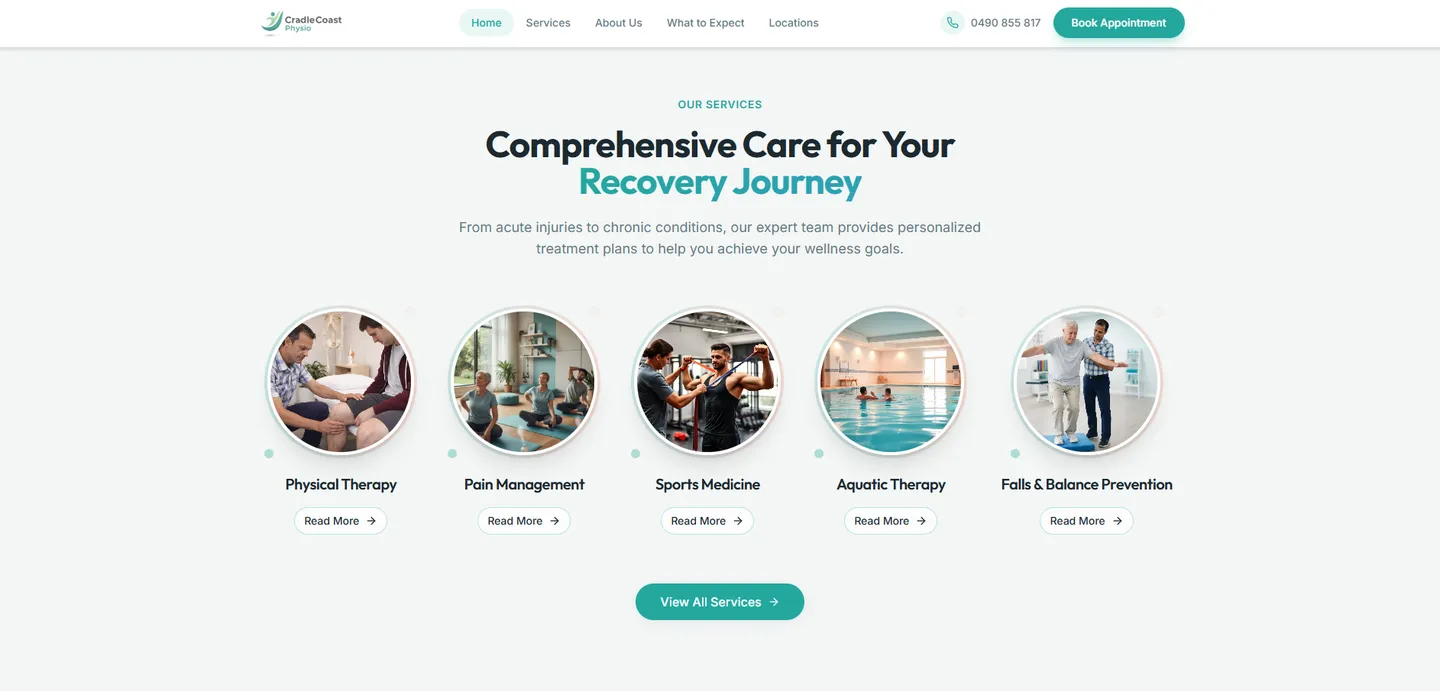 CradleCoast
Physio
Home
Services
About Us
What to Expect
Locations
0490 855 817
Book Appointment
OUR SERVICES
Comprehensive Care for Your
Recovery Journey
From acute injuries to chronic conditions, our expert team provides personalized
treatment plans to help you achieve your wellness goals.
Physical Therapy
Pain Management
Sports Medicine
Aquatic Therapy
Falls & Balance Prevention
Read More
Read More
Read More
Read More
Read More
View All Services